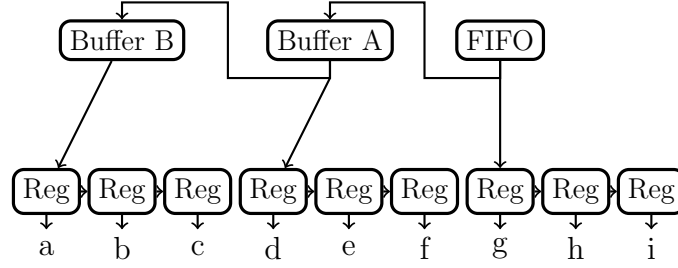 Buffer B Buffer A FIFO
Reg Reg Reg Reg Reg Reg Reg Reg Reg
a b c d e f g h i